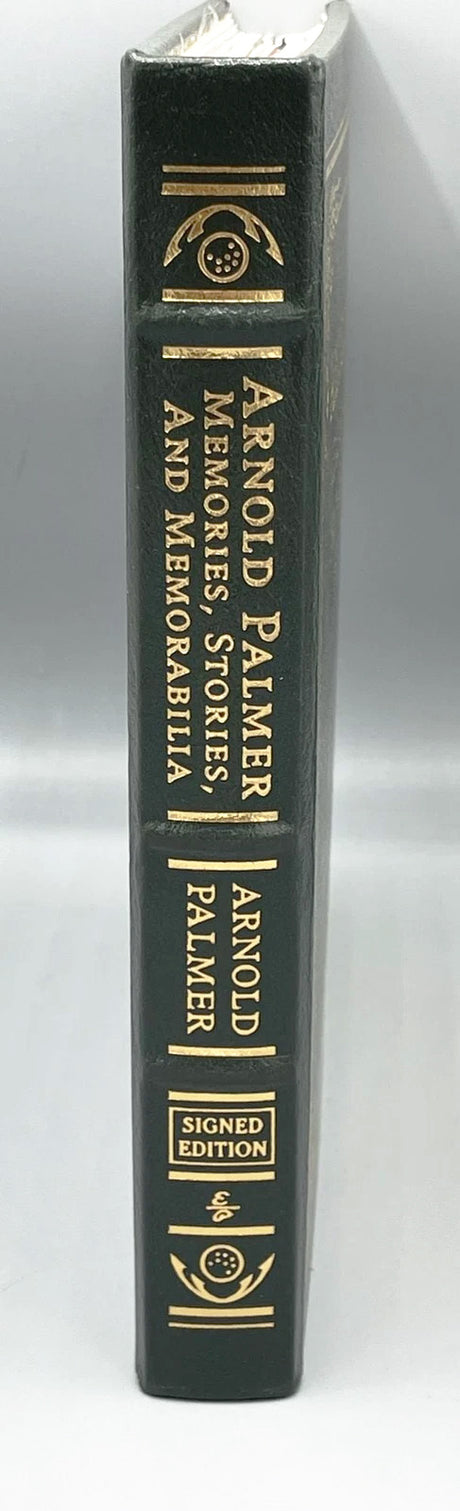 ARNOLD PALMER
MEMORIES, STORIES,
AND MEMORABILIA
ARNOLD
PALMER
SIGNED
EDITION